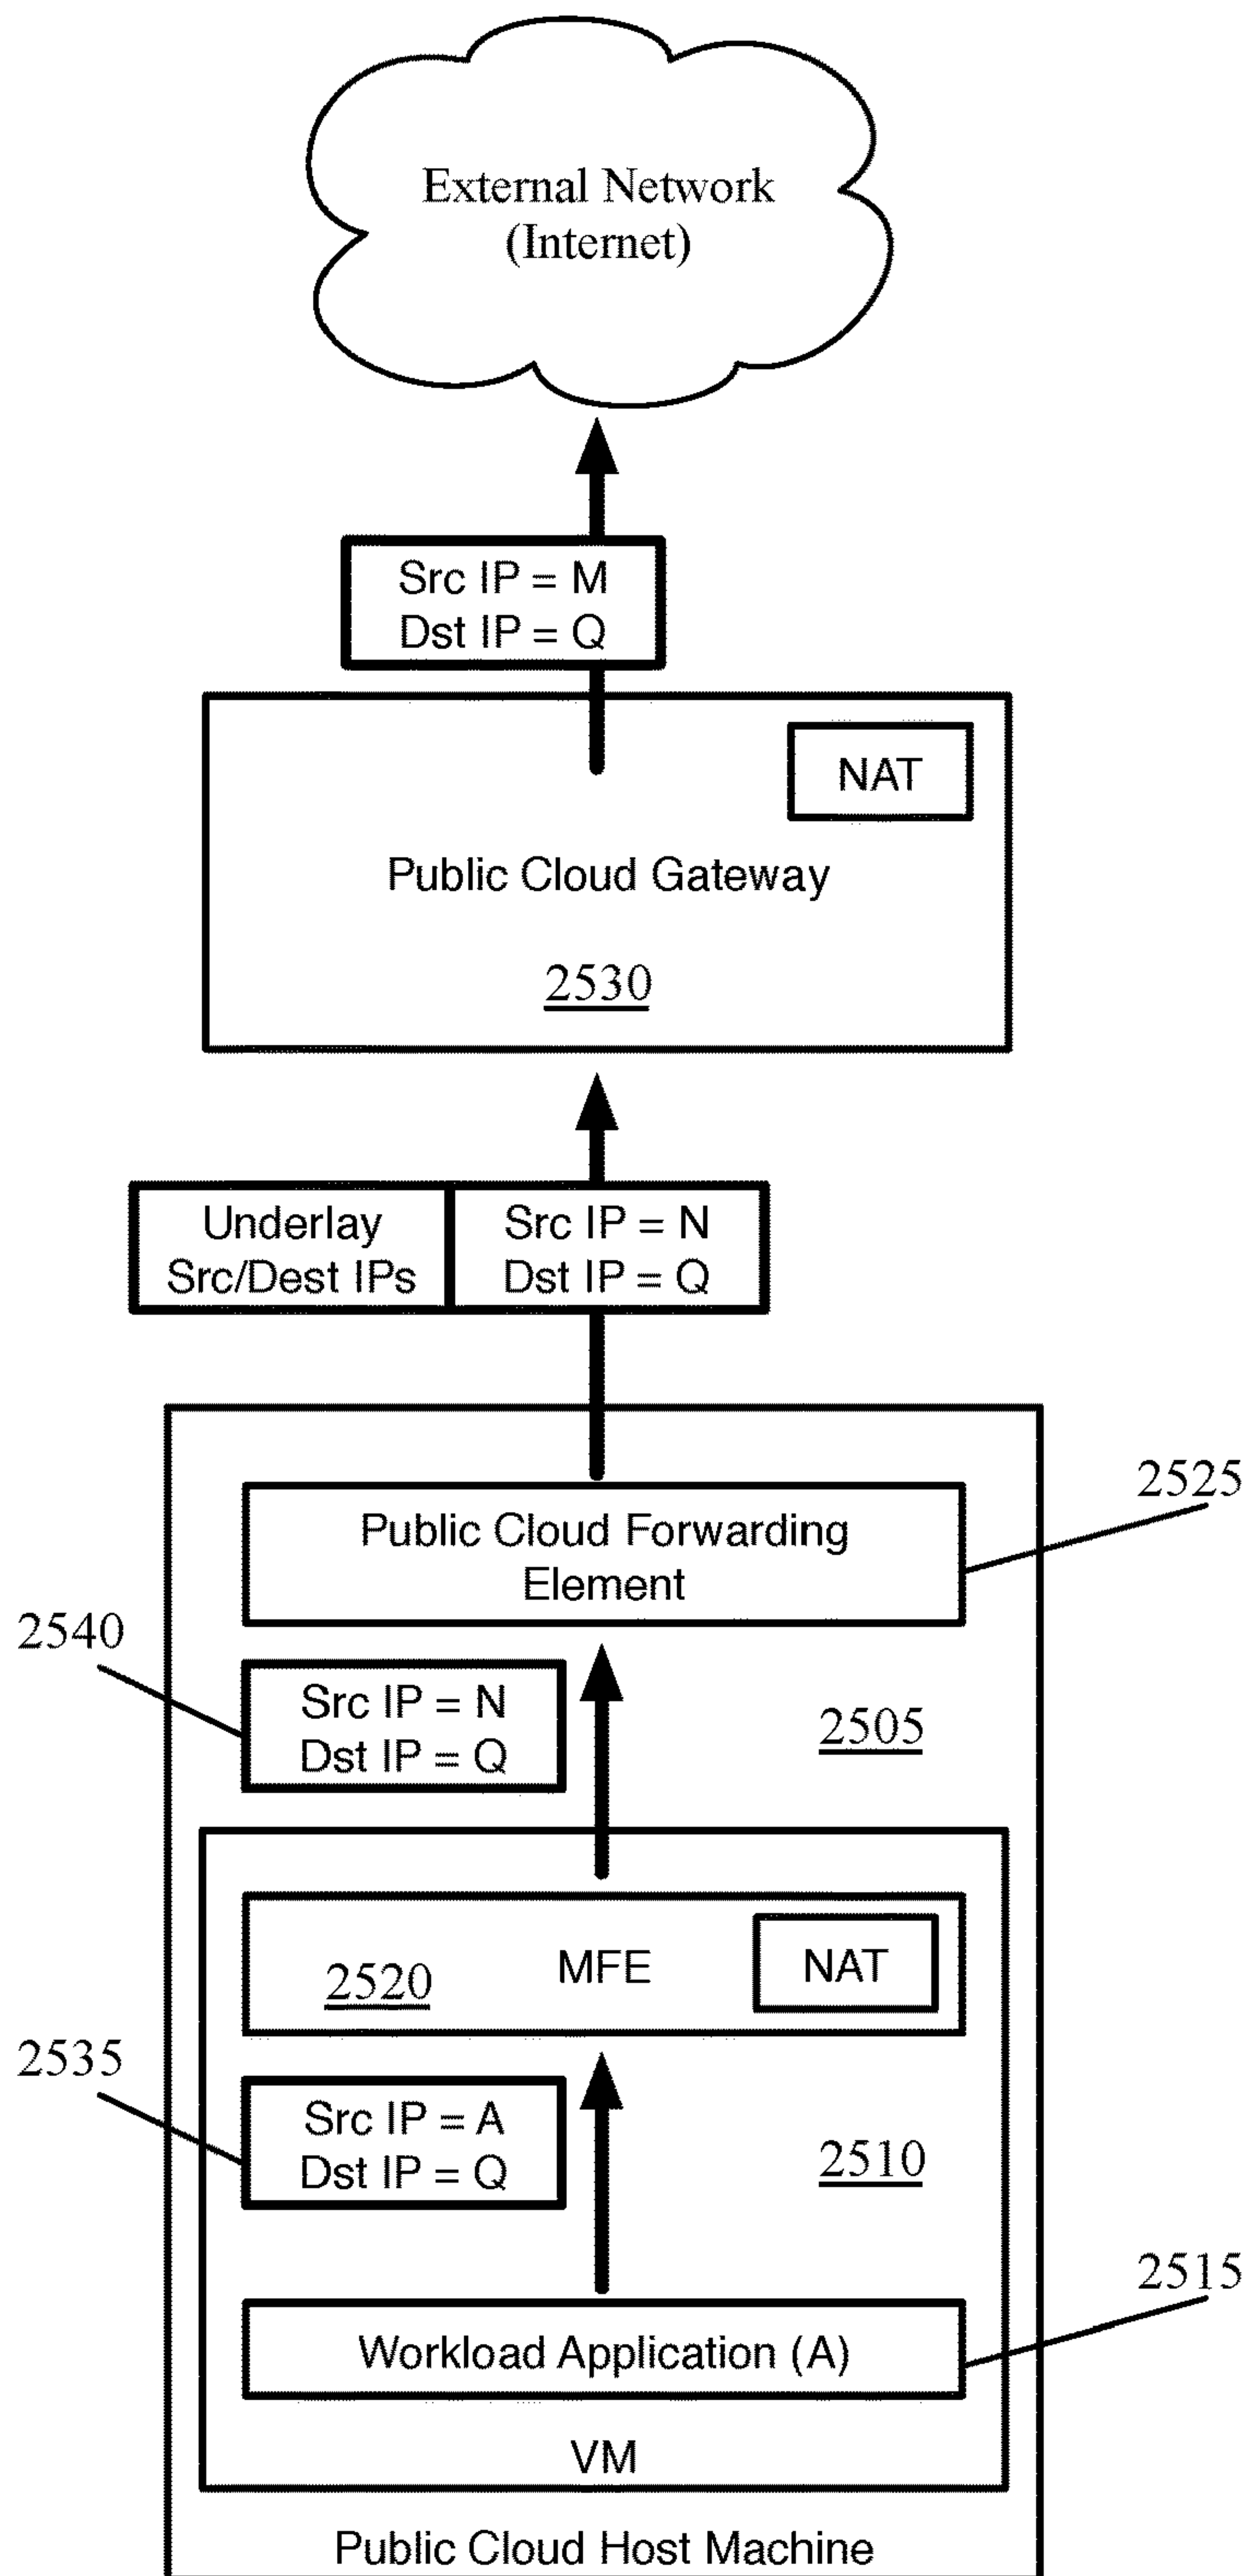 External Network
(Internet)
Src IP = M
Dst IP = Q
NAT
Public Cloud Gateway
2530
Underlay
Src/Dest IPs
Src IP = N
Dst IP = Q
2525
Public Cloud Forwarding
Element
2540
Src IP = N
Dst IP = Q
2505
2520
MFE
NAT
2535
Src IP = A
Dst IP = Q
2510
2515
Workload Application (A)
VM
Public Cloud Host Machine